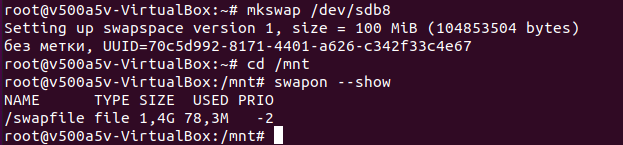 root@v500a5v-VirtualBox:~# mkswap /dev/sdb8
Setting up swapspace version 1, size = 100 MiB (104853504 bytes)
без метки, UUID=70c5d992-8171-4401-a626-c342f33c4e67
root@v500a5v-VirtualBox:~# cd /mnt
root@v500a5v-VirtualBox:/mnt# swapon --show
NAME      TYPE SIZE  USED PRIO
/swapfile file 1,4G 78,3M   -2
root@v500a5v-VirtualBox:/mnt#